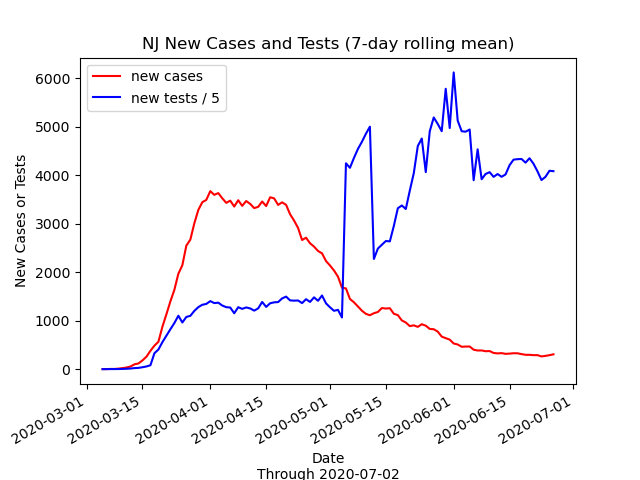 NJ New Cases and Tests (7-day rolling mean)
new cases
new tests / 5
6000
5000
4000
3000
2000
1000
0
New Cases or Tests
2020-03-01
2020-03-15
2020-04-01
2020-04-15
2020-05-01
2020-05-15
2020-06-01
2020-06-15
2020-07-01
Date
Through 2020-07-02